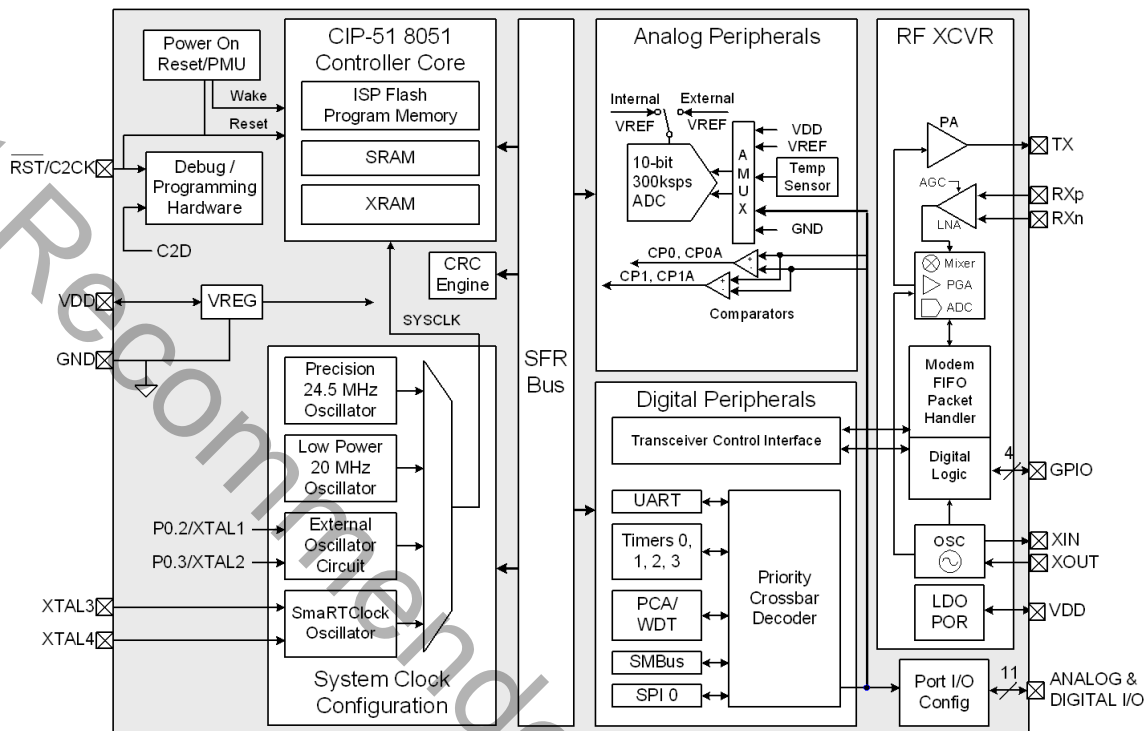 Power On
Reset/PMU
Wake
Reset
RST/C2CK
Debug /
Programming
Hardware
C2D
VDD
VREG
GND
CIP-51 8051
Controller Core
ISP Flash
Program Memory
SRAM
XRAM
CRC
Engine
SYSCLK
Precision
24.5 MHz
Oscillator
Low Power
20 MHz
Oscillator
P0.2/XTAL1
P0.3/XTAL2
External
Oscillator
Circuit
XTAL3
XTAL4
SmaRTClock
Oscillator
System Clock
Configuration
SFR
Bus
Analog Peripherals
Internal
VREF
External
VREF
10-bit
300ksps
ADC
A
M
U
X
VDD
VREF
Temp
Sensor
GND
CP0, CP0A
CP1, CP1A
+
-
+
-
Comparators
Digital Peripherals
Transceiver Control Interface
UART
Timers 0,
1, 2, 3
PCA/
WDT
SMBus
SPI 0
Priority
Crossbar
Decoder
RF XCVR
PA
TX
AGC
LNA
RXp
RXn
Mixer
PGA
ADC
Modem
FIFO
Packet
Handler
Digital
Logic
4
GPIO
OSC
XIN
XOUT
LDO
POR
VDD
Port I/O
Config
11
ANALOG &
DIGITAL I/O
Recommende